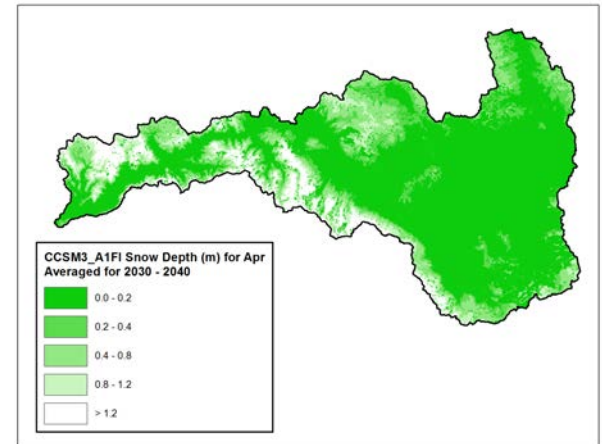 CCSM3_A1FI Snow Depth (m) for Apr
Averaged for 2030 - 2040
0.0 - 0.2
0.2 - 0.4
0.4 - 0.8
0.8 - 1.2
> 1.2